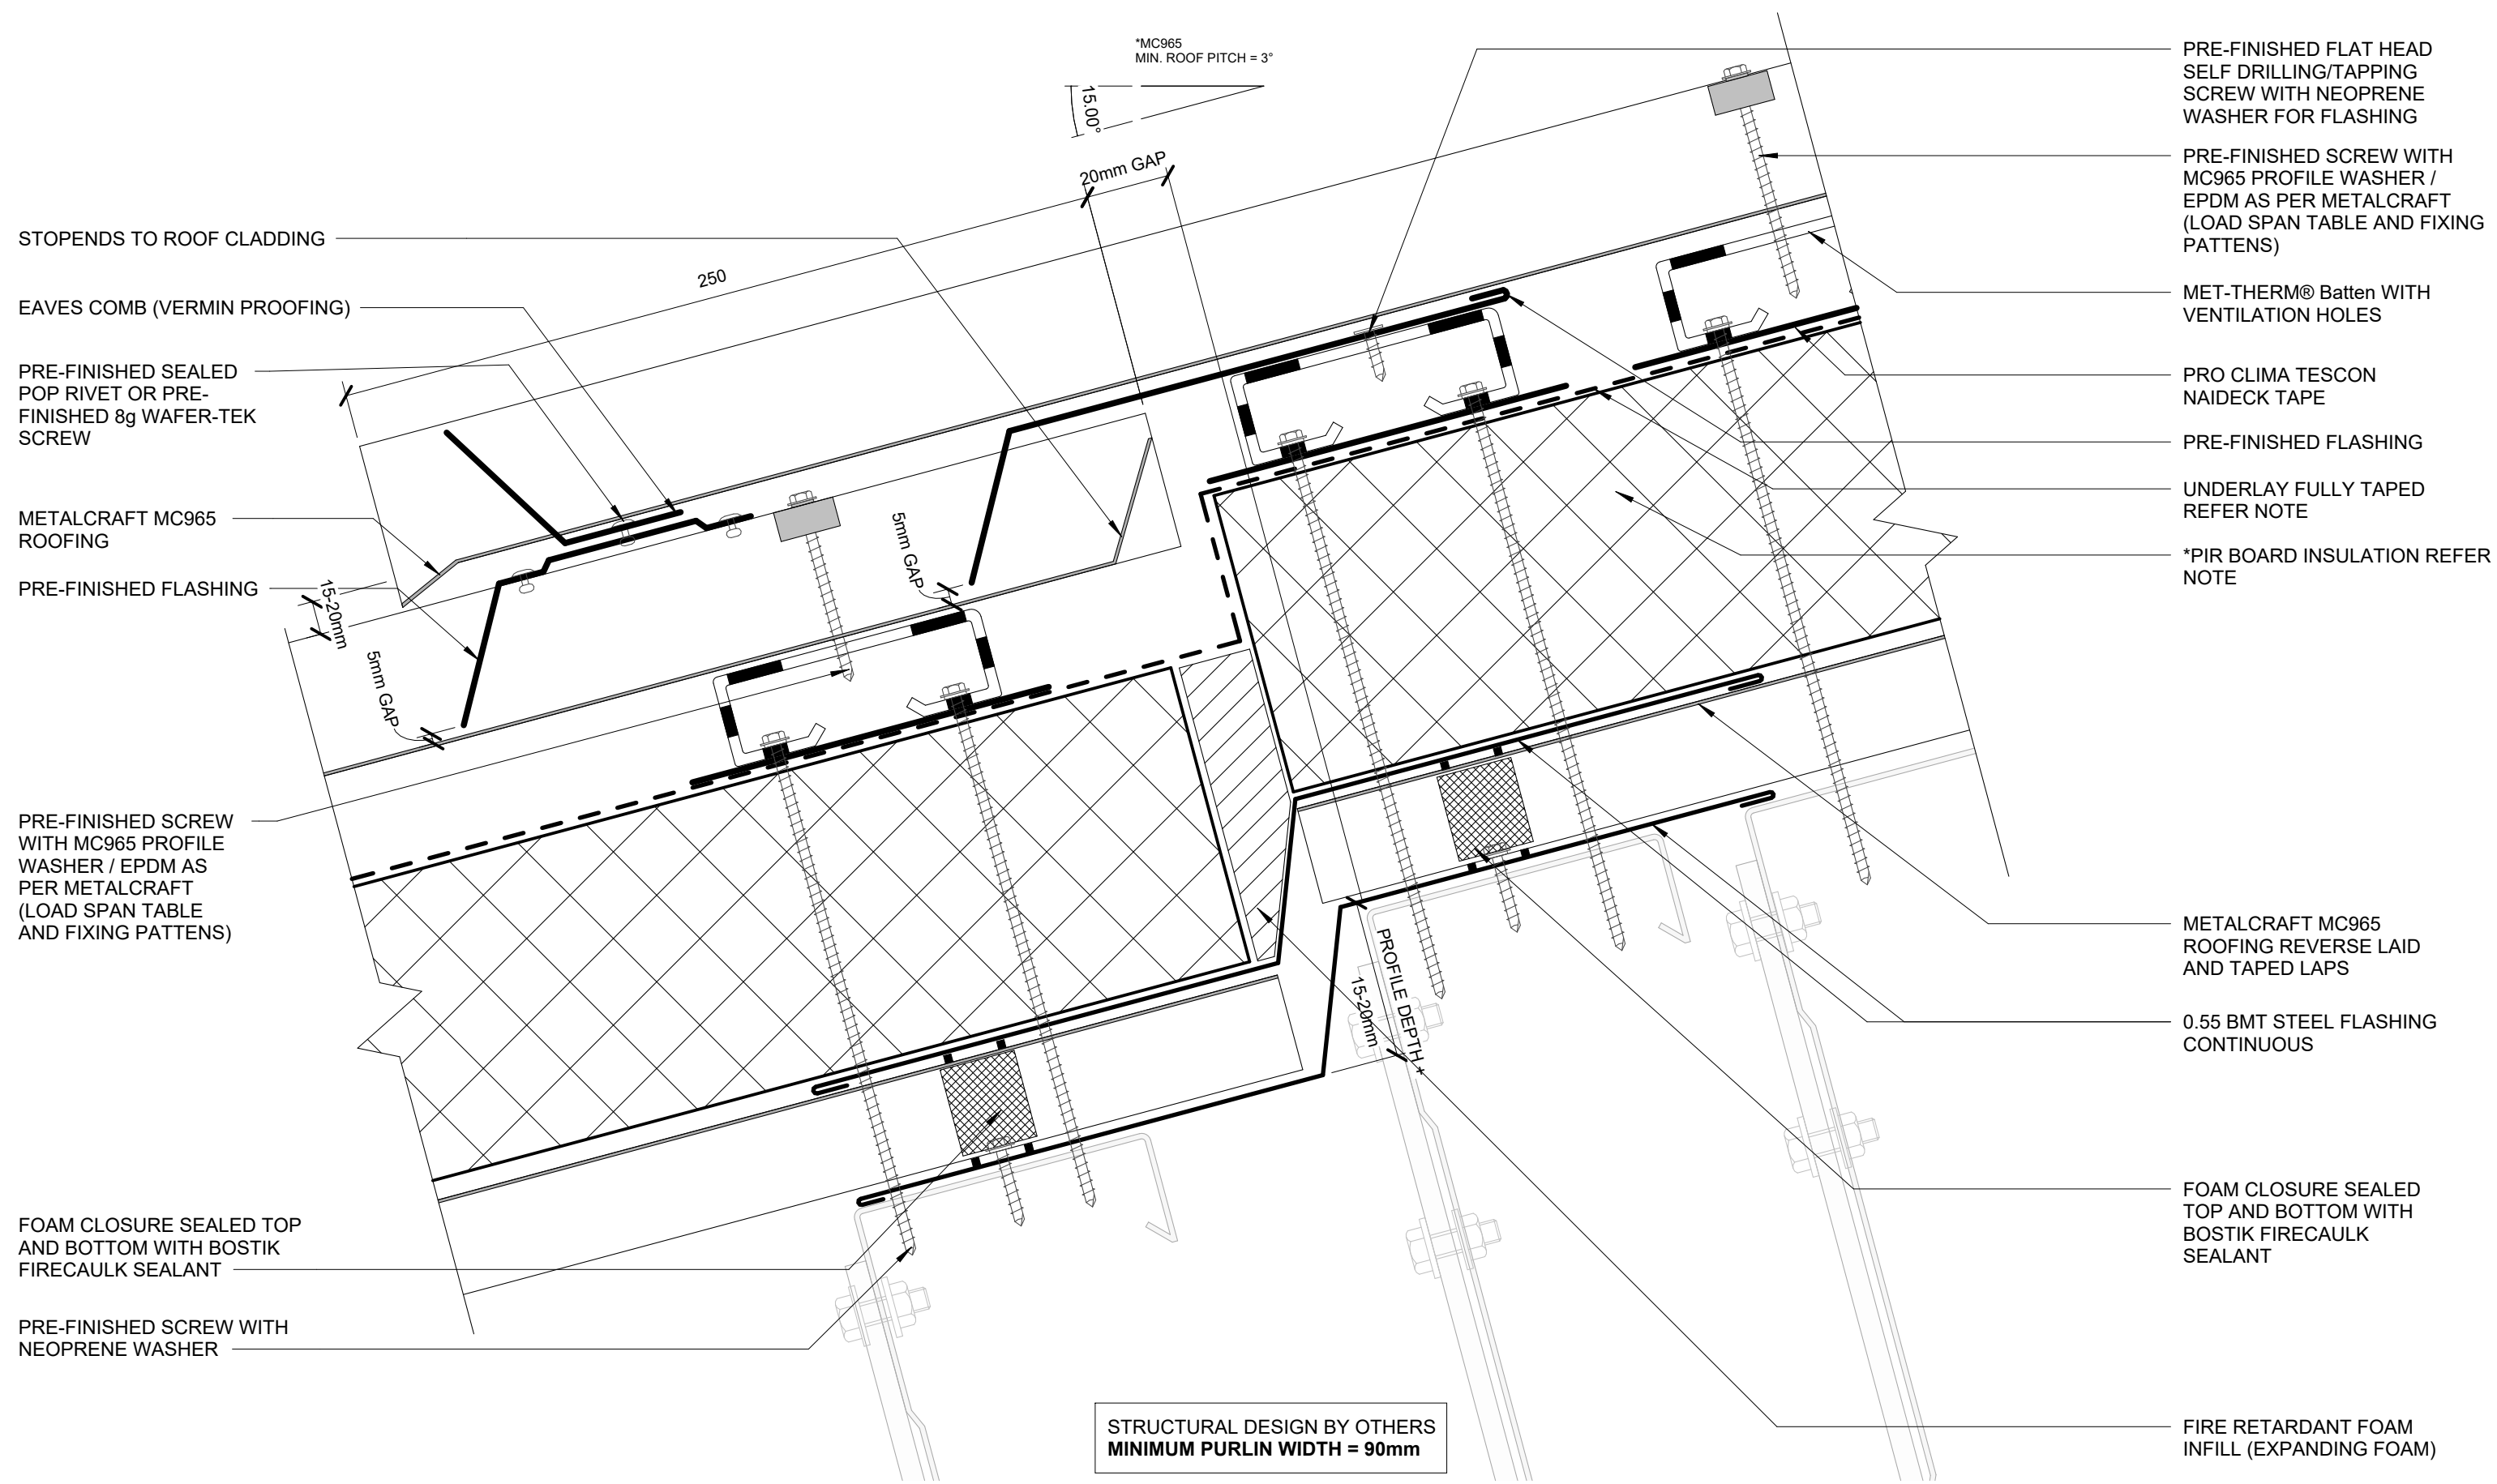 *MC965
MIN. ROOF PITCH = 3°
15.00°
20mm GAP
250
STOPENDS TO ROOF CLADDING
EAVES COMB (VERMIN PROOFING)
PRE-FINISHED SEALED
POP RIVET OR PRE-
FINISHED 8g WAFER-TEK
SCREW
METALCRAFT MC965
ROOFING
PRE-FINISHED FLASHING
15-20mm
5mm GAP
5mm GAP
PRE-FINISHED SCREW
WITH MC965 PROFILE
WASHER / EPDM AS
PER METALCRAFT
(LOAD SPAN TABLE
AND FIXING PATTENS)
FOAM CLOSURE SEALED TOP
AND BOTTOM WITH BOSTIK
FIRECAULK SEALANT
PRE-FINISHED SCREW WITH
NEOPRENE WASHER
PROFILE DEPTH +
15-20mm
STRUCTURAL DESIGN BY OTHERS
MINIMUM PURLIN WIDTH = 90mm
PRE-FINISHED FLAT HEAD
SELF DRILLING/TAPPING
SCREW WITH NEOPRENE
WASHER FOR FLASHING
PRE-FINISHED SCREW WITH
MC965 PROFILE WASHER /
EPDM AS PER METALCRAFT
(LOAD SPAN TABLE AND FIXING
PATTENS)
MET-THERM® Batten WITH
VENTILATION HOLES
PRO CLIMA TESCON
NAIDECK TAPE
PRE-FINISHED FLASHING
UNDERLAY FULLY TAPED
REFER NOTE
*PIR BOARD INSULATION REFER
NOTE
METALCRAFT MC965
ROOFING REVERSE LAID
AND TAPED LAPS
0.55 BMT STEEL FLASHING
CONTINUOUS
FOAM CLOSURE SEALED
TOP AND BOTTOM WITH
BOSTIK FIRECAULK
SEALANT
FIRE RETARDANT FOAM
INFILL (EXPANDING FOAM)